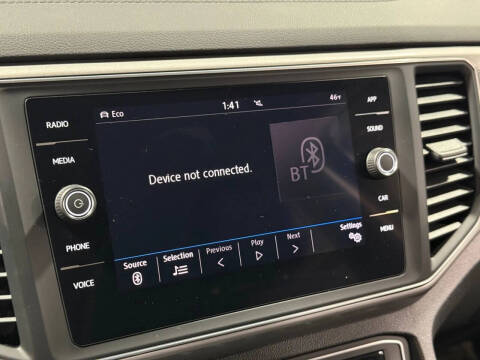 Eco 1:41 46°F
RADIO
MEDIA
PHONE
VOICE
Device not connected.
BT
APP
SOUND
CAR
MENU
Source Selection Previous Play Next Settings